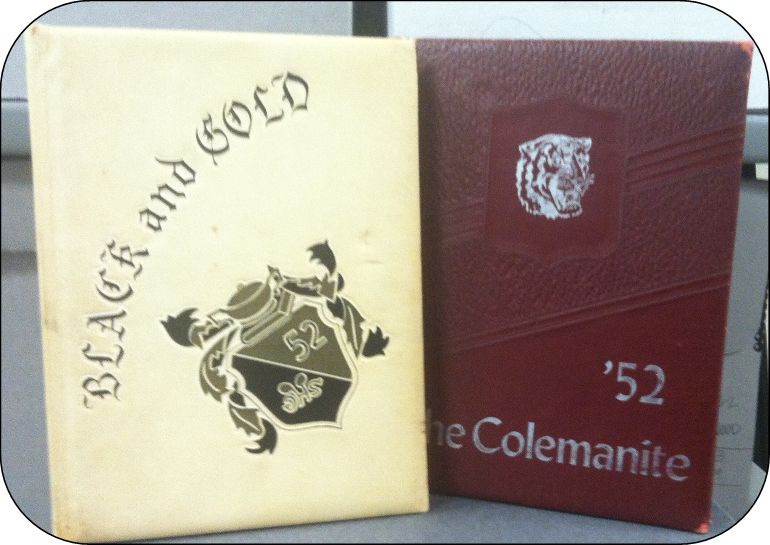 BLACK and GOLD
52
'52
he Colemanite